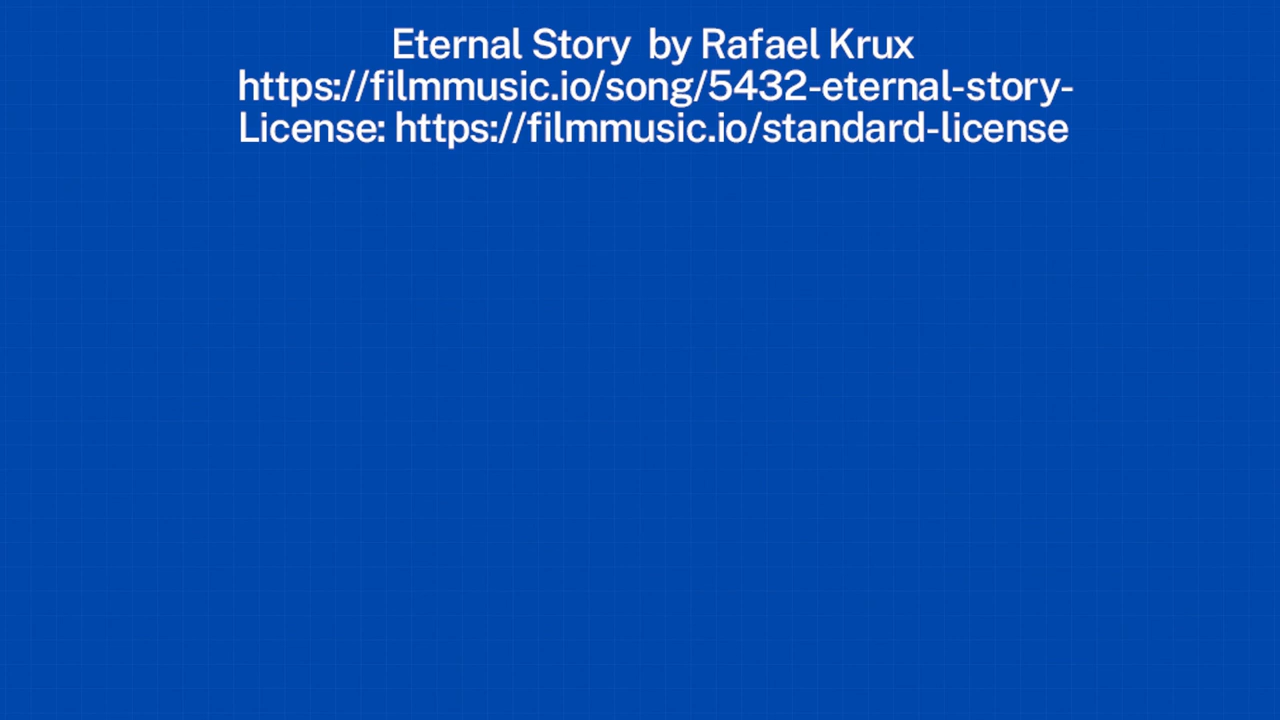 Eternal Story  by Rafael Krux
https://filmmusic.io/song/5432-eternal-story-
License: https://filmmusic.io/standard-license